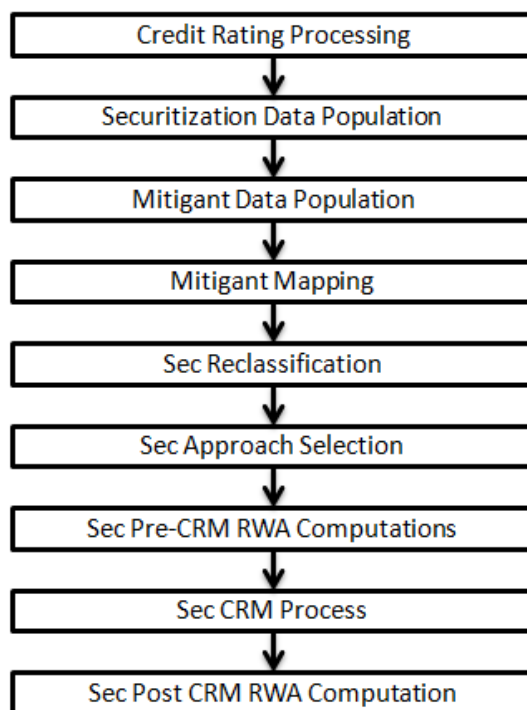 Credit Rating Processing
Securitization Data Population
Mitigant Data Population
Mitigant Mapping
Sec Reclassification
Sec Approach Selection
Sec Pre-CRM RWA Computations
Sec CRM Process
Sec Post CRM RWA Computation